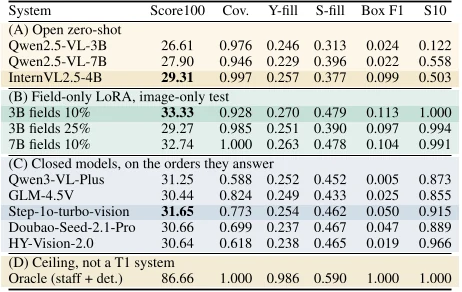 System Score100 Cov. Y-fill S-fill Box F1 S10
(A) Open zero-shot
Qwen2.5-VL-3B 26.61 0.976 0.246 0.313 0.024 0.122
Qwen2.5-VL-7B 27.90 0.946 0.229 0.396 0.022 0.558
InternVL2.5-4B 29.31 0.997 0.257 0.377 0.099 0.503
(B) Field-only LoRA, image-only test
3B fields 10% 33.33 0.928 0.270 0.479 0.113 1.000
3B fields 25% 29.27 0.985 0.251 0.390 0.097 0.994
7B fields 10% 32.74 1.000 0.263 0.478 0.104 0.991
(C) Closed models, on the orders they answer
Qwen3-VL-Plus 31.25 0.588 0.252 0.452 0.005 0.873
GLM-4.5V 30.44 0.824 0.249 0.433 0.025 0.855
Step-1o-turbo-vision 31.65 0.773 0.254 0.462 0.050 0.915
Doubao-Seed-2.1-Pro 30.66 0.699 0.237 0.467 0.047 0.889
HY-Vision-2.0 30.64 0.618 0.238 0.465 0.019 0.966
(D) Ceiling, not a T1 system
Oracle (staff + det.) 86.66 1.000 0.986 0.590 1.000 1.000